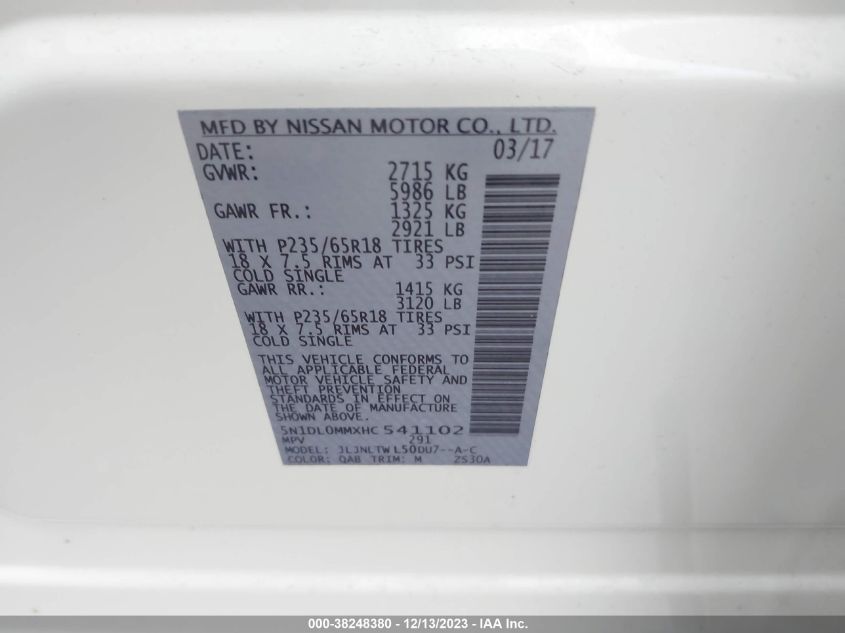 MFD BY NISSAN MOTOR CO., LTD.
DATE: 03/17
GVWR: 2715 KG
5986 LB
GAWR FR.: 1325 KG
2921 LB
WITH P235/65R18 TIRES
18 X 7.5 RIMS AT 33 PSI
COLD SINGLE
GAWR RR.: 1415 KG
3120 LB
WITH P235/65R18 TIRES
18 X 7.5 RIMS AT 33 PSI
COLD SINGLE
THIS VEHICLE CONFORMS TO
ALL APPLICABLE FEDERAL
MOTOR VEHICLE SAFETY AND
THEFT PREVENTION
STANDARDS IN EFFECT ON
THE DATE OF MANUFACTURE
SHOWN ABOVE.
5N1DL0MMXHC541102
MPV 291
MODEL: JLJNLTWL50DU7--A-C
COLOR: QAB TRIM: M ZS30A
000-38248380 - 12/13/2023 - IAA Inc.